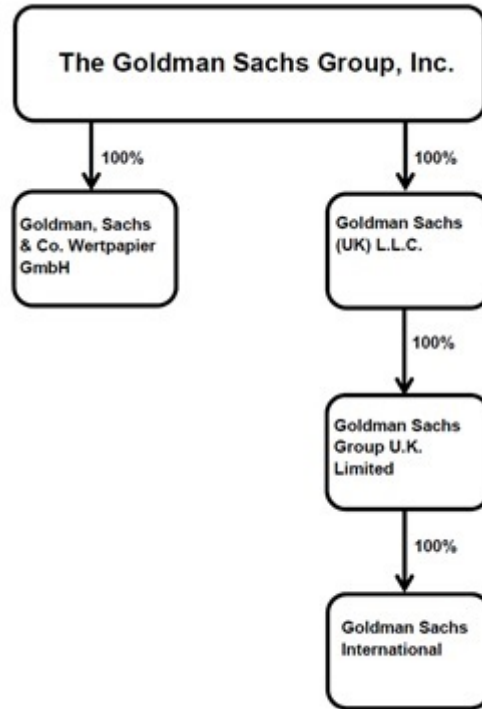 The Goldman Sachs Group, Inc.
100%
100%
Goldman, Sachs
& Co. Wertpapier
GmbH
Goldman Sachs
(UK) L.L.C.
100%
Goldman Sachs
Group U.K.
Limited
100%
Goldman Sachs
International